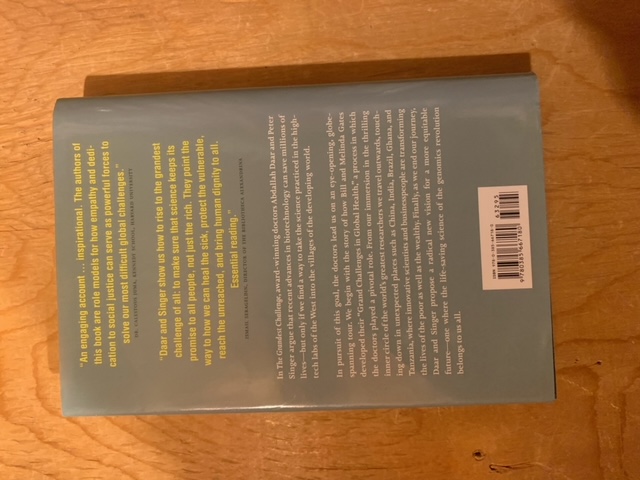 "An engaging account ... inspirational. The authors of
this book are role models for how empathy and dedi-
cation to social justice can serve as powerful forces to
solve our most difficult global challenges."
"Daar and Singer show us how to rise to the grandest
challenge of all: to make sure that science keeps its
promise to all people, not just the rich. They point the
way to how we can heal the sick, protect the vulnerable,
reach the unreached, and bring human dignity to all.
Essential reading."
In The Grandest Challenge, award-winning doctors Abdallah Daar and Peter
Singer argue that recent advances in biotechnology can save millions of
lives—but only if we find a way to take the science practiced in the high-
tech labs of the West into the villages of the developing world.
In pursuit of this goal, the doctors lead us on an eye-opening, globe-
spanning tour. We begin with the story of how Bill and Melinda Gates
developed their "Grand Challenges in Global Health," a process in which
the doctors played a pivotal role. From our immersion in the thrilling
inner circle of the world's greatest researchers we travel outwards, touch-
ing down in unexpected places such as China, India, Brazil, Ghana, and
Tanzania, where innovative scientists and businesspeople are transforming
the lives of the poor as well as the wealthy. Finally, as we end our journey,
Daar and Singer propose a radical new vision for a more equitable
future—one where the life-saving science of the genomics revolution
belongs to us all.